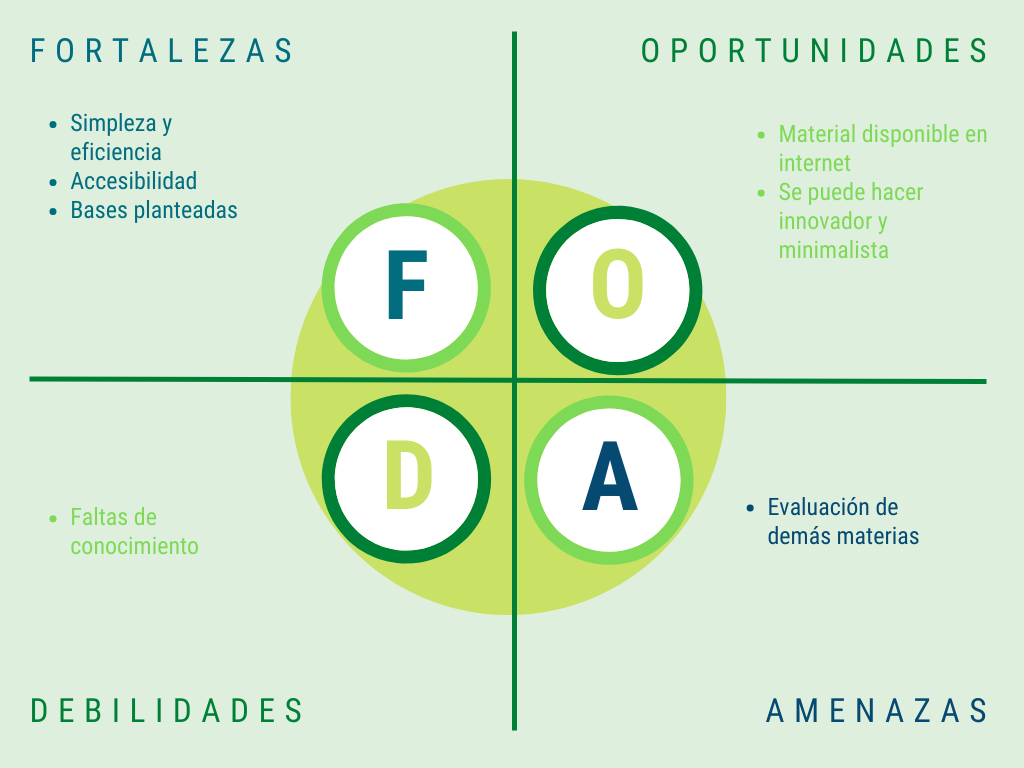 FORTALEZAS
• Simpleza y
eficiencia
• Accesibilidad
• Bases planteadas
OPORTUNIDADES
• Material disponible en
internet
• Se puede hacer
innovador y
minimalista
F
O
D
A
• Faltas de
conocimiento
• Evaluación de
demás materias
DEBILIDADES
AMENAZAS